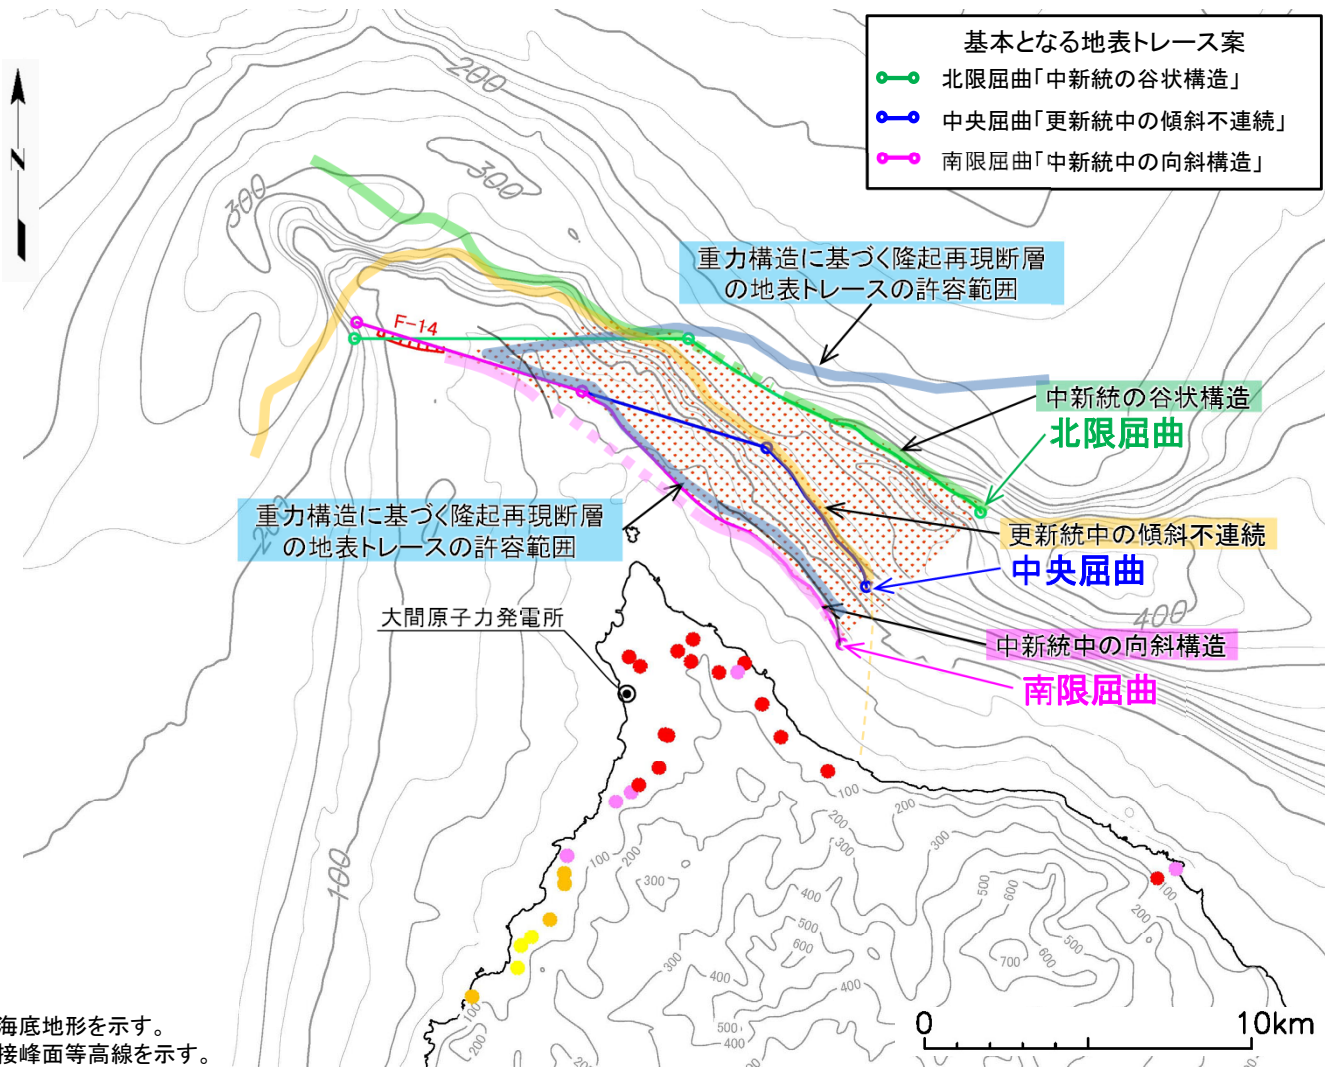 基本となる地表トレース案
北限屈曲「中新統の谷状構造」
中央屈曲「更新統中の傾斜不連続」
南限屈曲「中新統中の向斜構造」
N
200
300
300
重力構造に基づく隆起再現断層
の地表トレースの許容範囲
F-14
中新統の谷状構造
北限屈曲
重力構造に基づく隆起再現断層
の地表トレースの許容範囲
200
更新統中の傾斜不連続
中央屈曲
400
大間原子力発電所
中新統中の向斜構造
南限屈曲
100
200
100
200
300
300
100
200
300
400
400
500
600
500
600
500
600
700
100
200
300
400
400
500
400
100
200
海底地形を示す。
接峰面等高線を示す。
0
10km